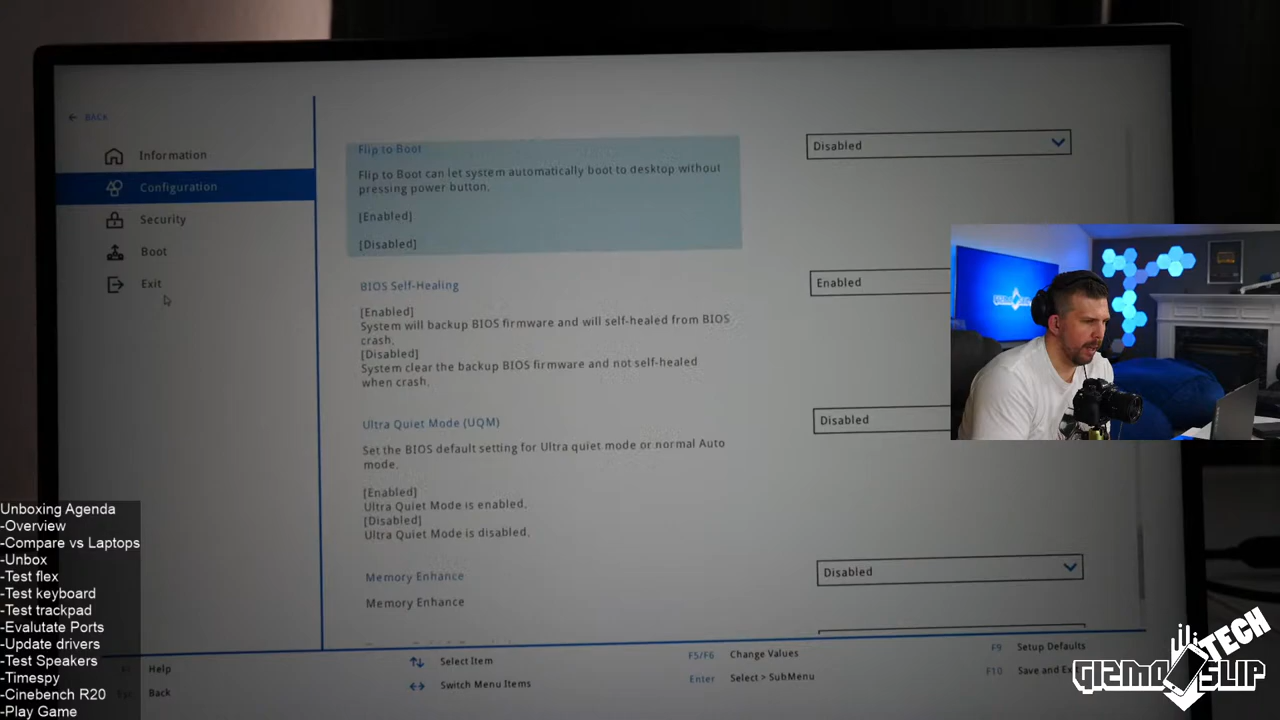 ← BACK
Information
Configuration
Security
Boot
Exit
Flip to Boot
Flip to Boot can let system automatically boot to desktop without
pressing power button.
[Enabled]
[Disabled]
Disabled
BIOS Self-Healing
[Enabled]
System will backup BIOS firmware and will self-healed from BIOS
crash.
[Disabled]
System clear the backup BIOS firmware and not self-healed
when crash.
Enabled
Ultra Quiet Mode (UQM)
Set the BIOS default setting for Ultra quiet mode or normal Auto
mode.
[Enabled]
Ultra Quiet Mode is enabled.
[Disabled]
Ultra Quiet Mode is disabled.
Disabled
Memory Enhance
Memory Enhance
Disabled
Help
Back
Select Item
Switch Menu Items
F5/F6 Change Values
Enter Select > SubMenu
F9 Setup Defaults
F10 Save and
Unboxing Agenda
-Overview
-Compare vs Laptops
-Unbox
-Test flex
-Test keyboard
-Test trackpad
-Evalutate Ports
-Update drivers
-Test Speakers
-Timespy
-Cinebench R20
-Play Game
TECH
GIZMO SLIP